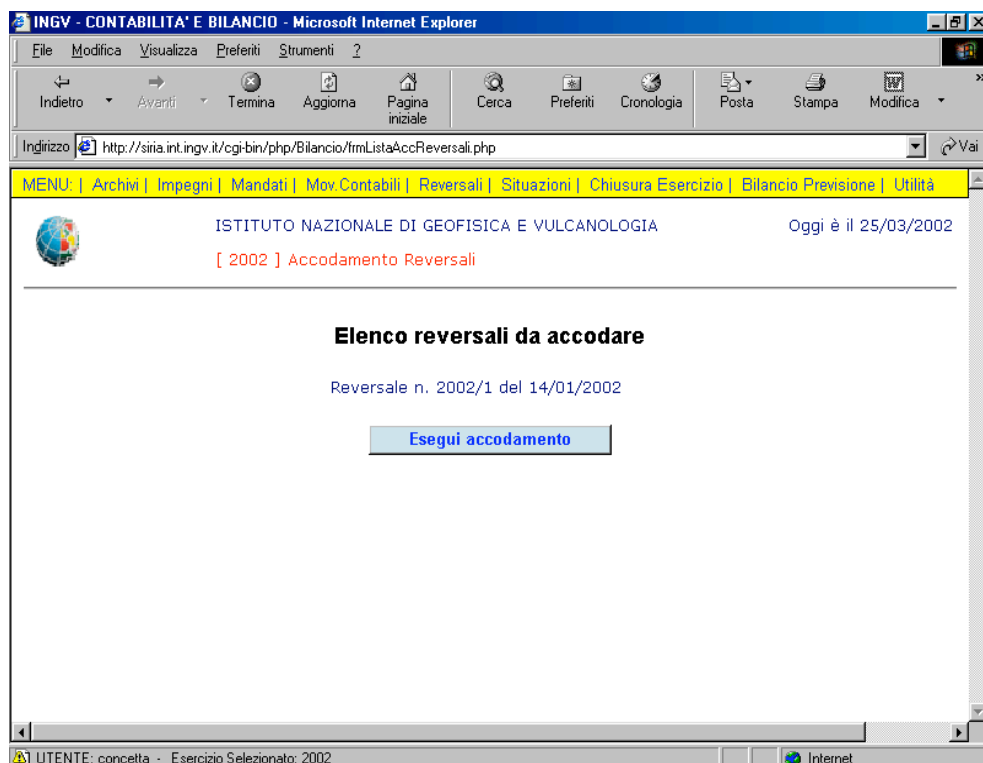 INGV - CONTABILITA' E BILANCIO - Microsoft Internet Explorer
File Modifica Visualizza Preferiti Strumenti ?
Indietro Avanti Termina Aggiorna Pagina iniziale Cerca Preferiti Cronologia Posta Stampa Modifica »
Indirizzo http://siria.int.ingv.it/cgi-bin/php/Bilancio/frmListaAccReversali.php Vai
MENU: | Archivi | Impegni | Mandati | Mov.Contabili | Reversali | Situazioni | Chiusura Esercizio | Bilancio Previsione | Utilità
ISTITUTO NAZIONALE DI GEOFISICA E VULCANOLOGIA Oggi è il 25/03/2002
[ 2002 ] Accodamento Reversali
Elenco reversali da accodare
Reversale n. 2002/1 del 14/01/2002
Esegui accodamento
UTENTE: concetta - Esercizio Selezionato: 2002 Internet